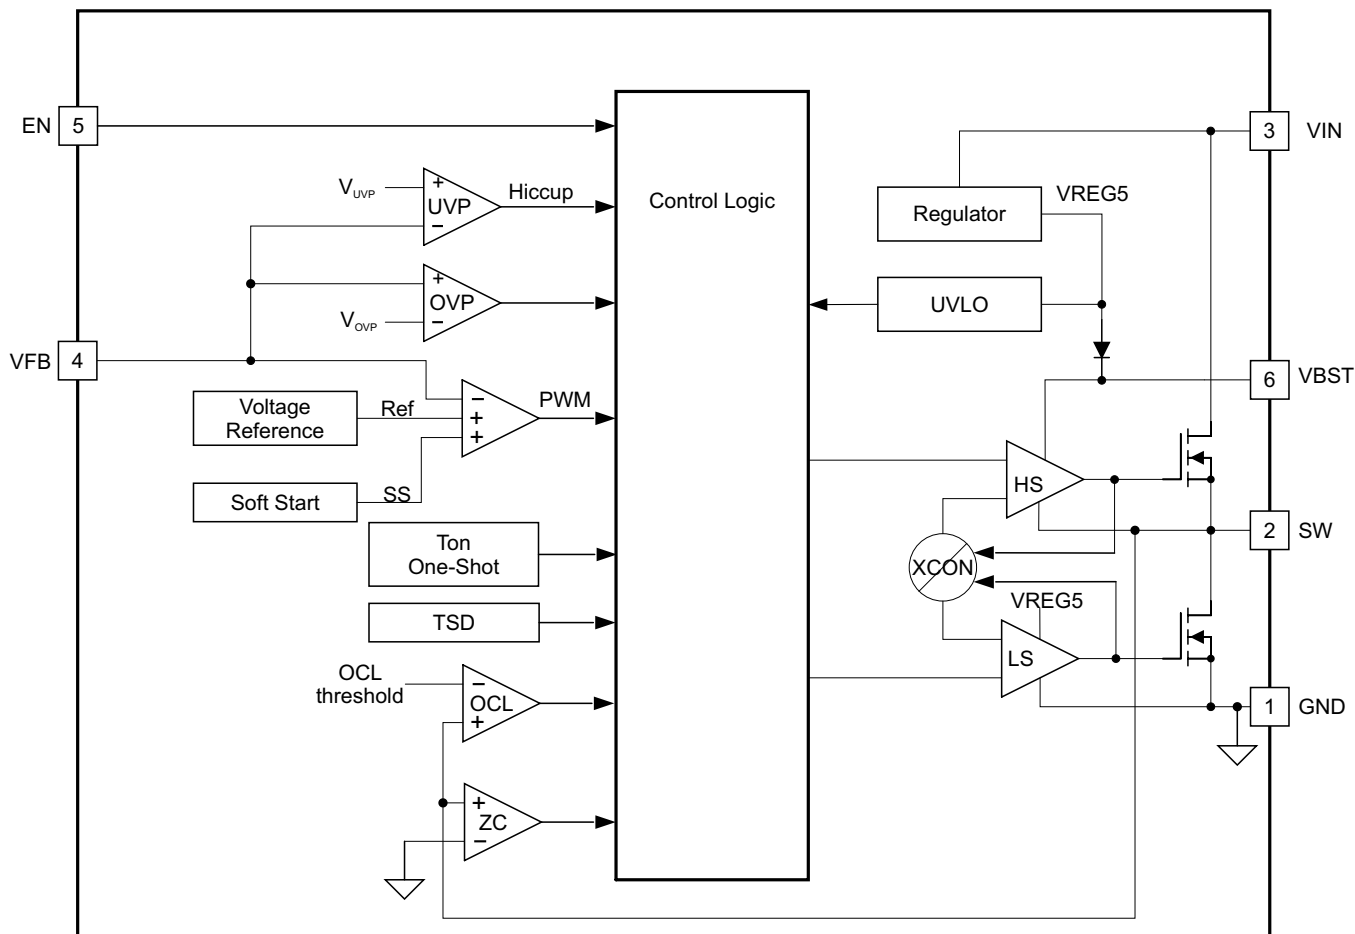 EN
5
3
VIN
V UVP
+
UVP
−
Hiccup
Control Logic
VREG5
Regulator
+
OVP
−
V OVP
UVLO
VFB
4
6
VBST
Voltage
Reference
Ref
−
+
+
PWM
Soft Start
SS
HS
2
SW
Ton
One-Shot
XCON
VREG5
TSD
LS
OCL
threshold
−
OCL
+
1
GND
+
ZC
−